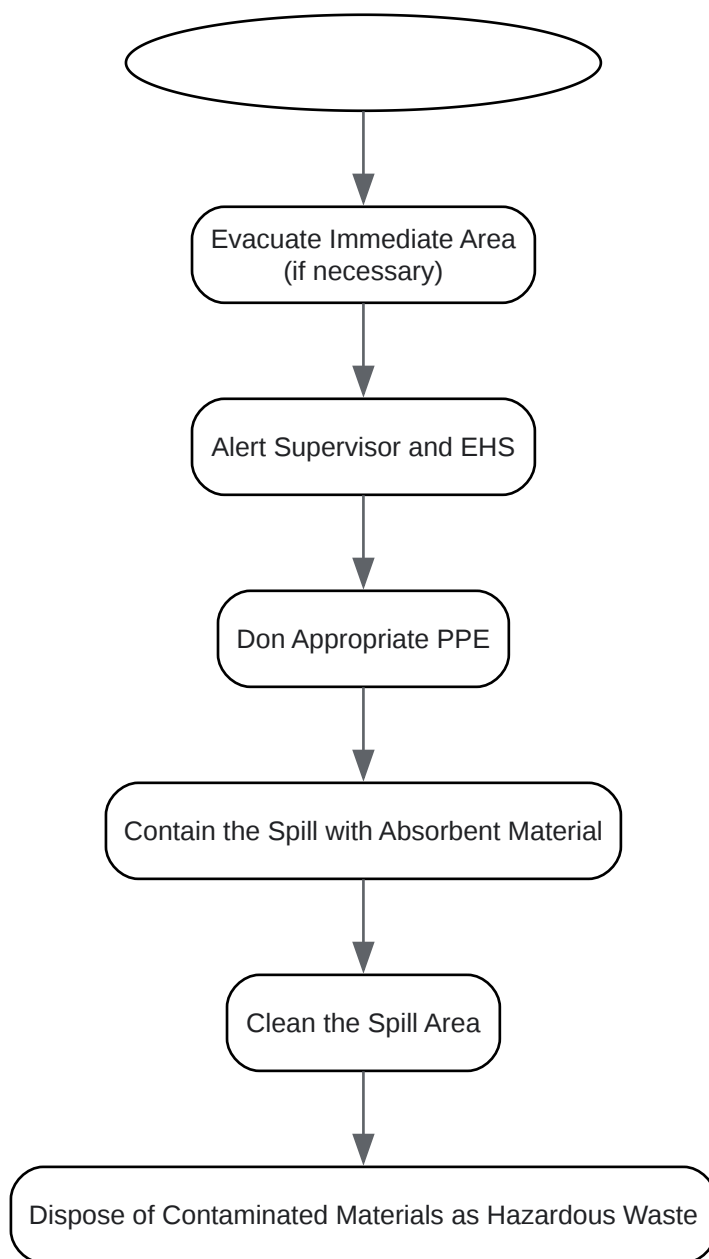 Evacuate Immediate Area
(if necessary)
Alert Supervisor and EHS
Don Appropriate PPE
Contain the Spill with Absorbent Material
Clean the Spill Area
Dispose of Contaminated Materials as Hazardous Waste